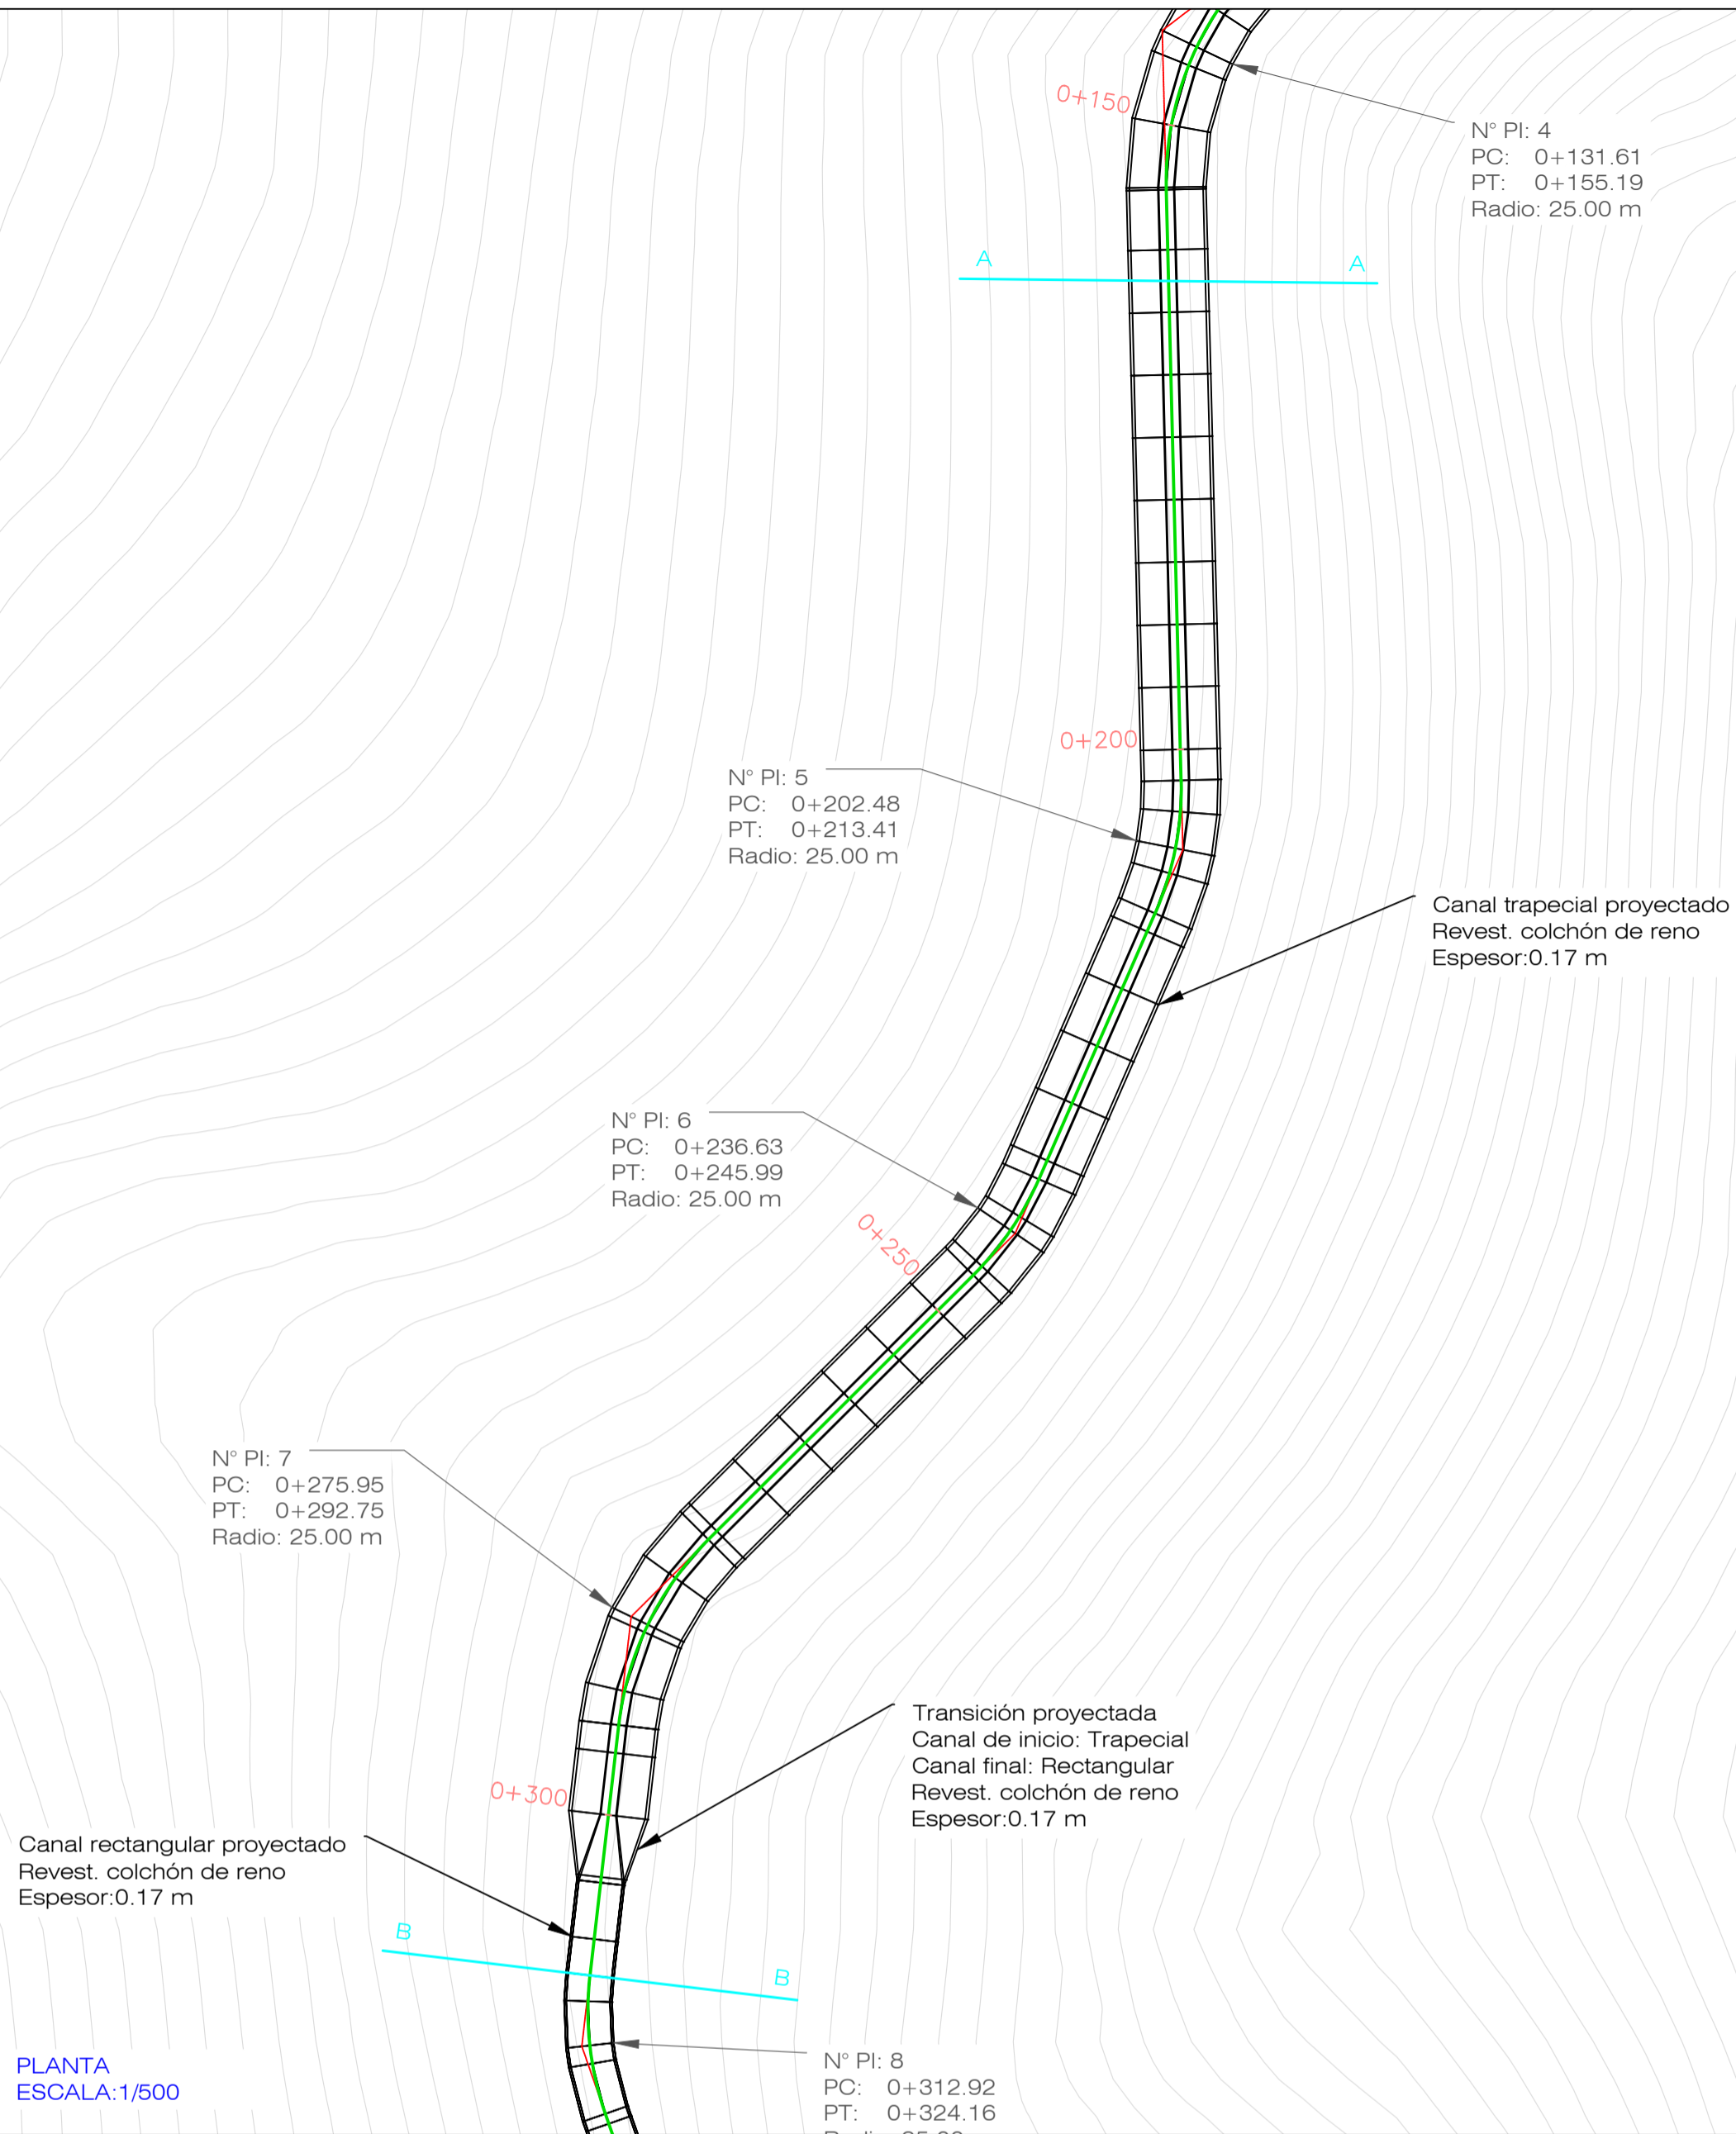 0+150
N° PI: 4
PC: 0+131.61
PT: 0+155.19
Radio: 25.00 m
A
A
0+200
N° PI: 5
PC: 0+202.48
PT: 0+213.41
Radio: 25.00 m
Canal trapecial proyectado
Revest. colchón de reno
Espesor:0.17 m
N° PI: 6
PC: 0+236.63
PT: 0+245.99
Radio: 25.00 m
0+250
N° PI: 7
PC: 0+275.95
PT: 0+292.75
Radio: 25.00 m
Transición proyectada
Canal de inicio: Trapecial
Canal final: Rectangular
Revest. colchón de reno
Espesor:0.17 m
0+300
Canal rectangular proyectado
Revest. colchón de reno
Espesor:0.17 m
B
B
N° PI: 8
PC: 0+312.92
PT: 0+324.16
PLANTA
ESCALA:1/500